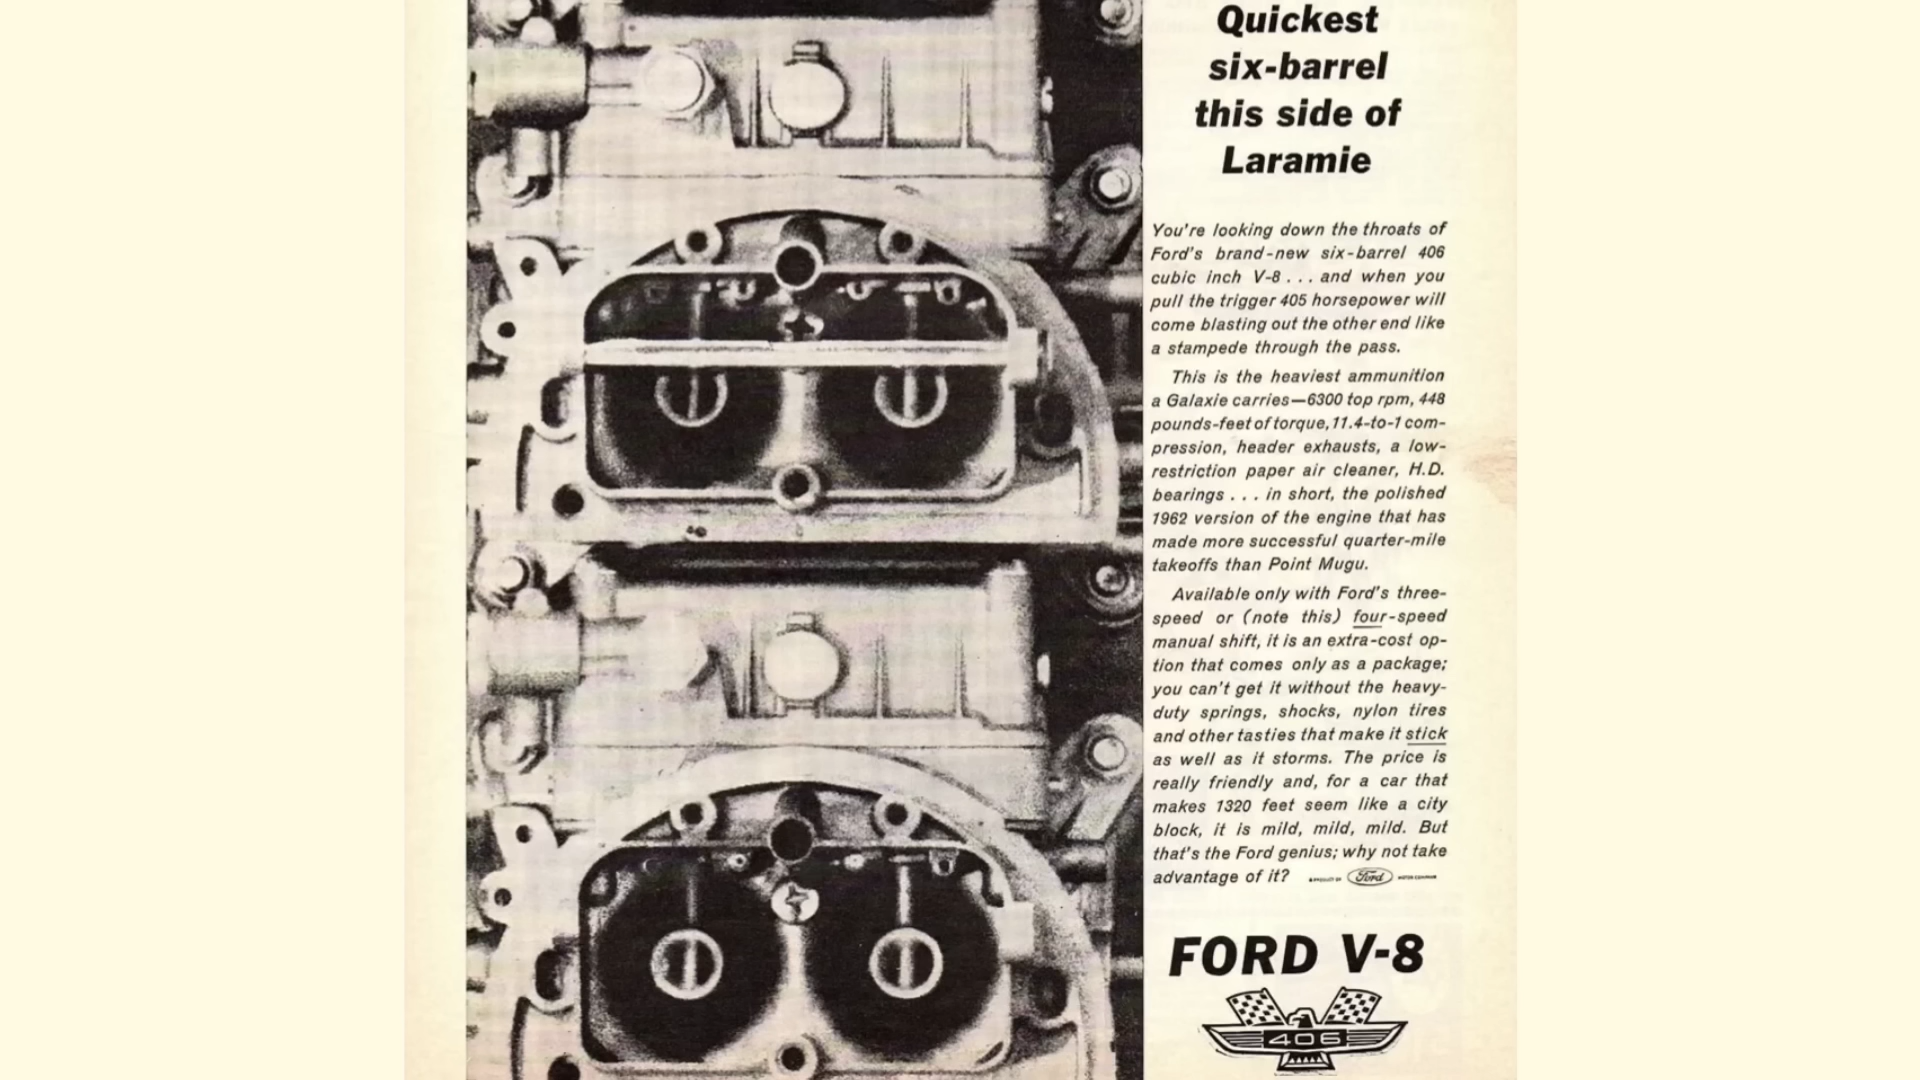 Quickest
six-barrel
this side of
Laramie
You're looking down the throats of
Ford's brand-new six-barrel 406
cubic inch V-8 . . . and when you
pull the trigger 405 horsepower will
come blasting out the other end like
a stampede through the pass.
This is the heaviest ammunition
a Galaxie carries—6300 top rpm, 448
pounds-feet of torque, 11.4-to-1 com-
pression, header exhausts, a low-
restriction paper air cleaner, H.D.
bearings . . . in short, the polished
1962 version of the engine that has
made more successful quarter-mile
takeoffs than Point Mugu.
Available only with Ford's three-
speed or (note this) four-speed
manual shift, it is an extra-cost op-
tion that comes only as a package;
you can't get it without the heavy-
duty springs, shocks, nylon tires
and other tasties that make it stick
as well as it storms. The price is
really friendly and, for a car that
makes 1320 feet seem like a city
block, it is mild, mild, mild. But
that's the Ford genius; why not take
advantage of it? A PRODUCT OF Ford MOTOR COMPANY
FORD V-8
406